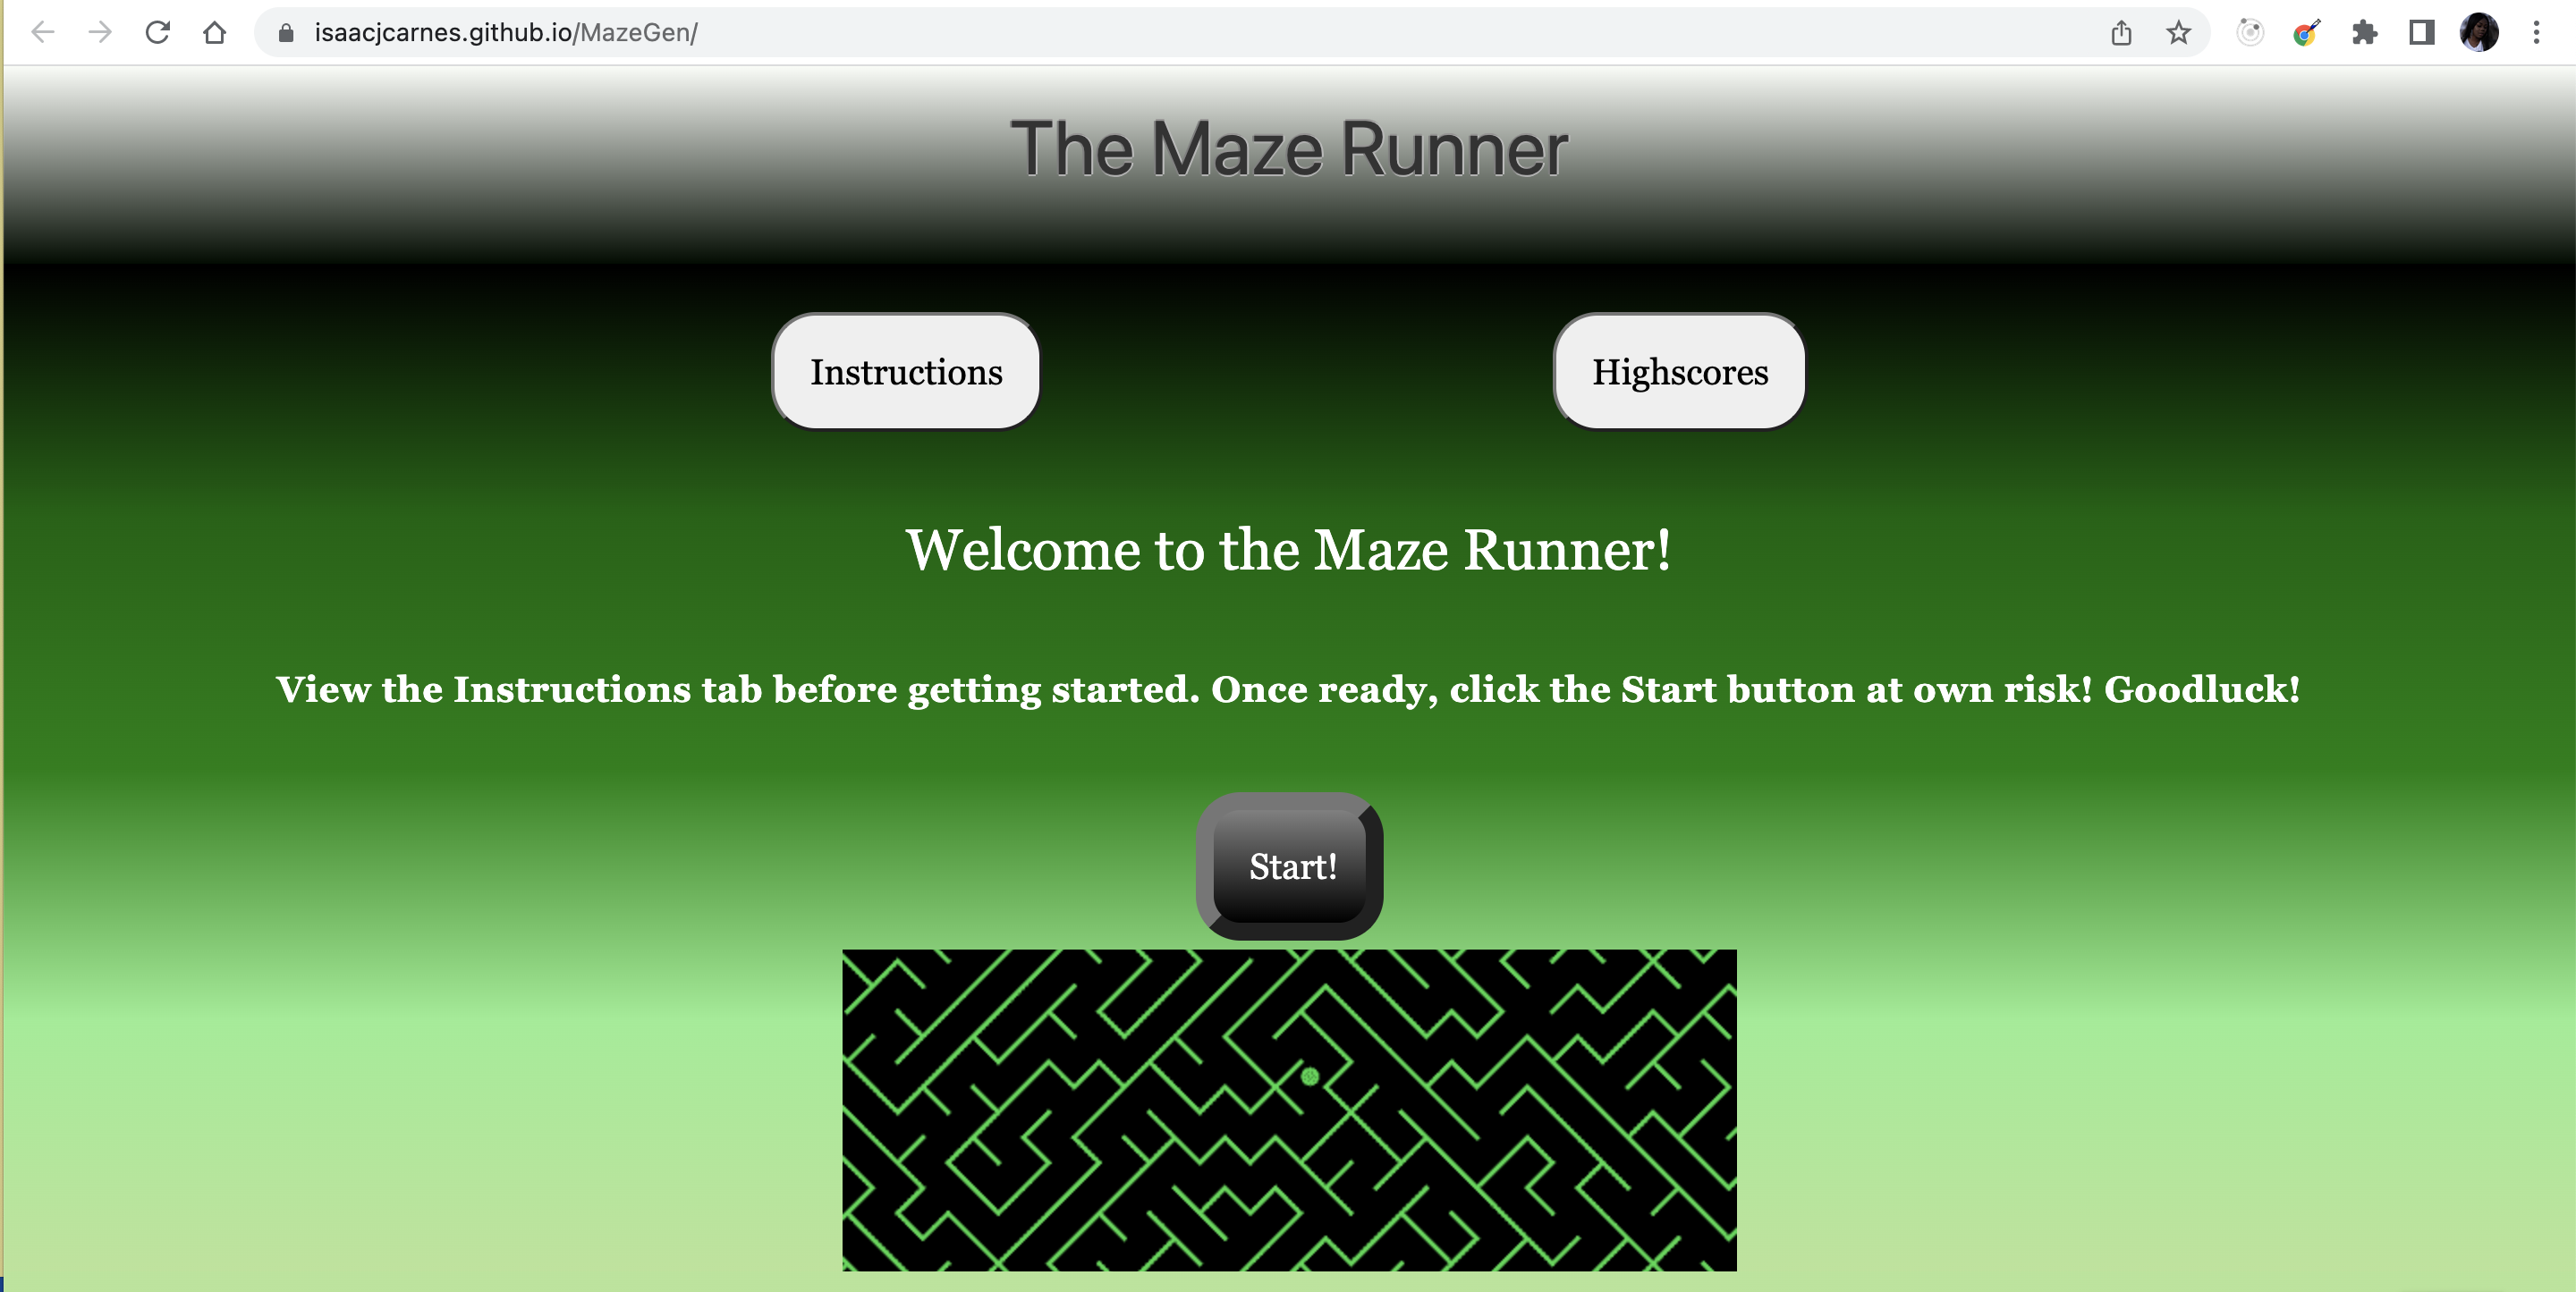 isaacjcarnes.github.io/MazeGen/
The Maze Runner
Instructions
Highscores
Welcome to the Maze Runner!
View the Instructions tab before getting started. Once ready, click the Start button at own risk! Goodluck!
Start!